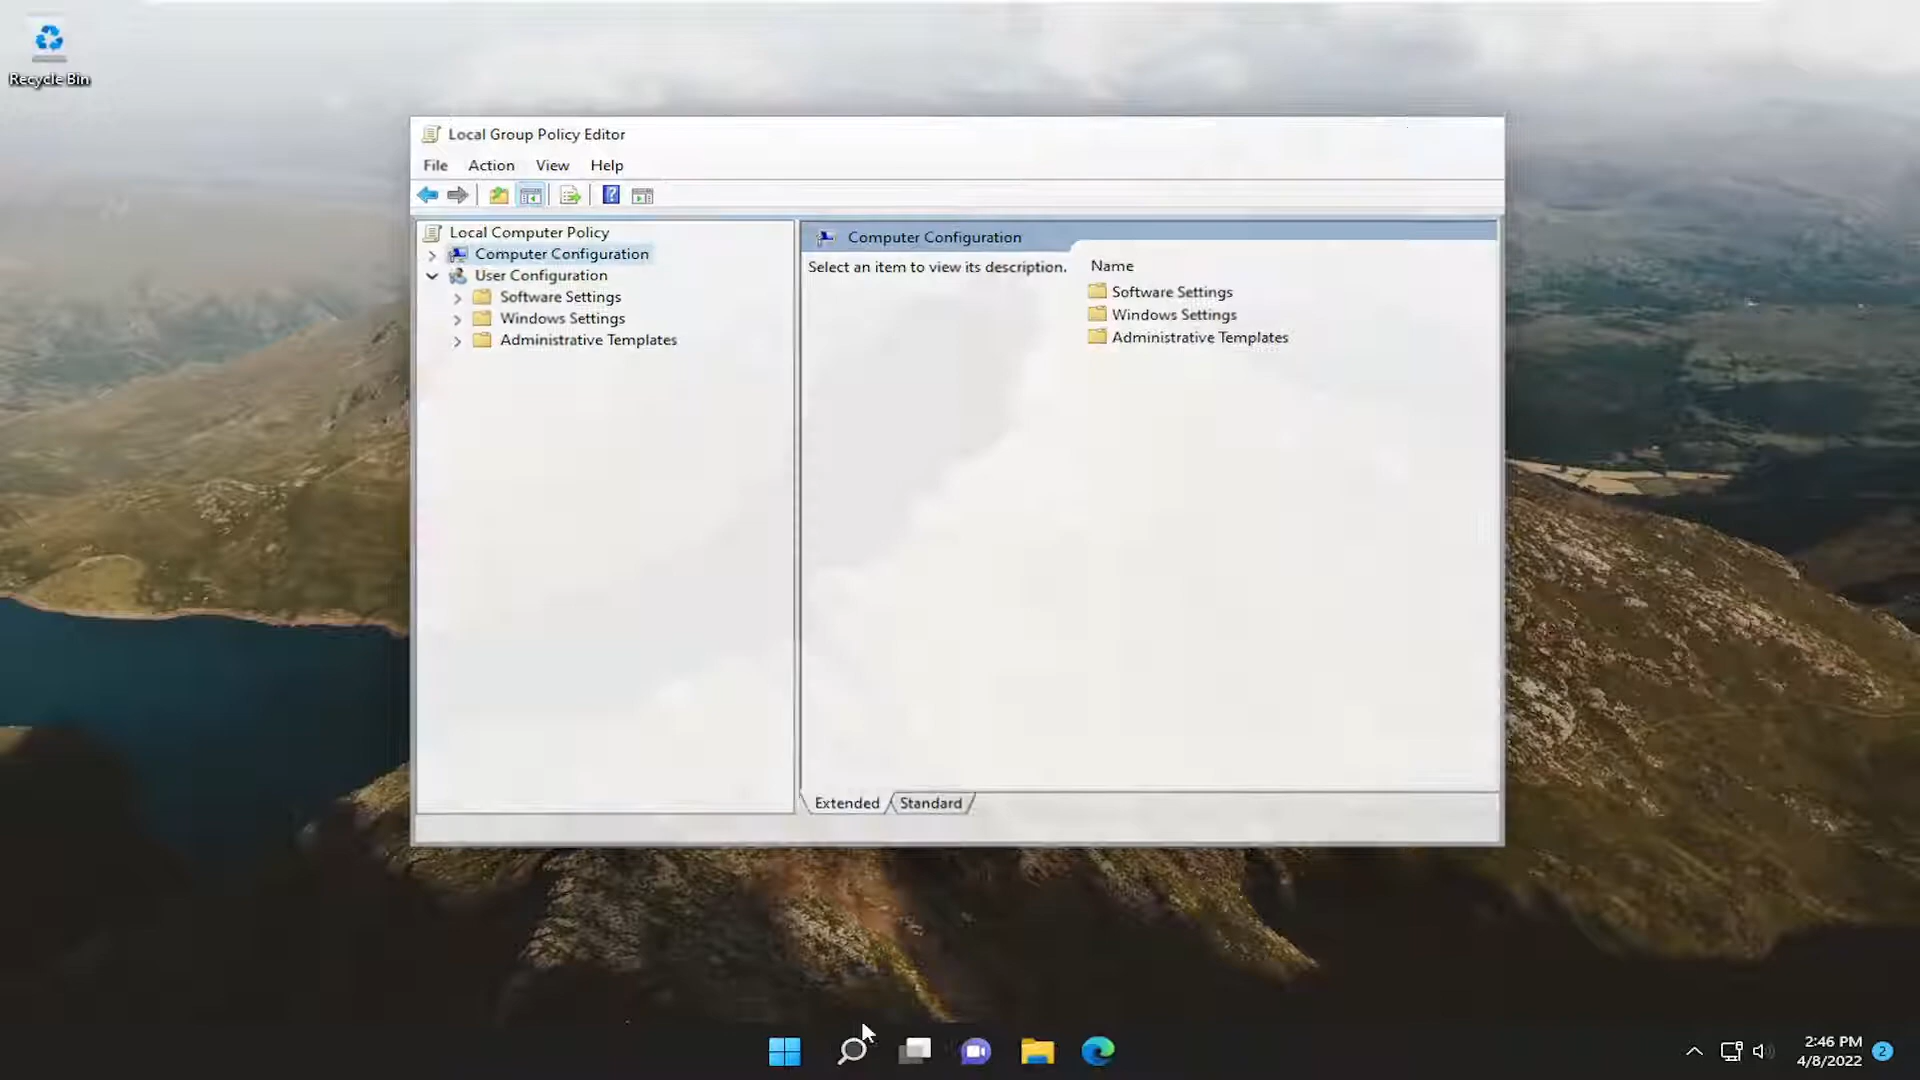 Recycle Bin
Local Group Policy Editor
File Action View Help
Local Computer Policy
Computer Configuration
User Configuration
Software Settings
Windows Settings
Administrative Templates
Computer Configuration
Select an item to view its description.
Name
Software Settings
Windows Settings
Administrative Templates
Extended Standard
2:46 PM
4/8/2022
2